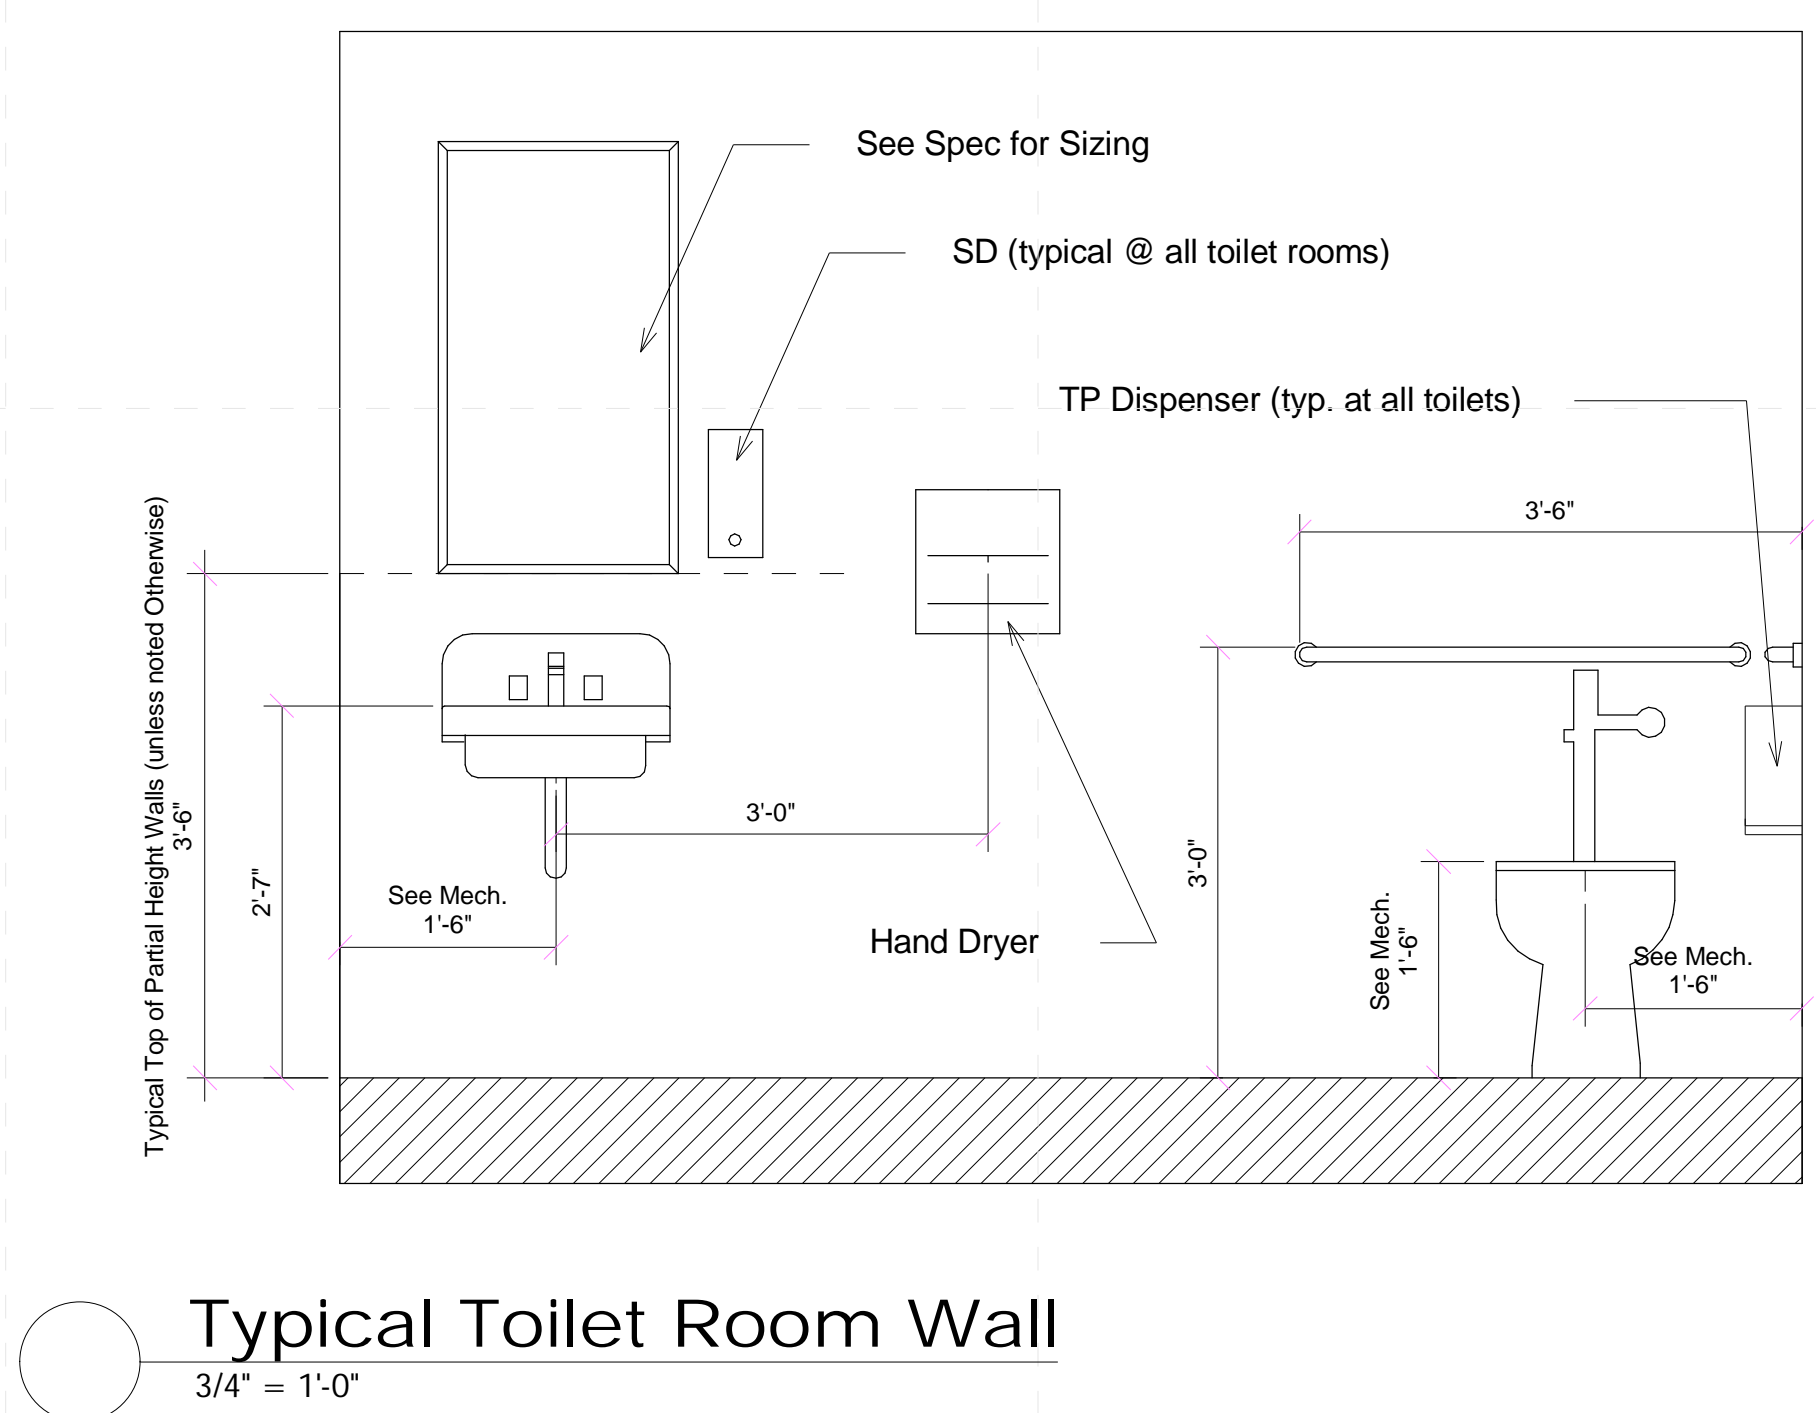 See Spec for Sizing
SD (typical @ all toilet rooms)
TP Dispenser (typ. at all toilets)
3'-6"
Typical Top of Partial Height Walls (unless noted Otherwise)
3'-6"
2'-7"
3'-0"
See Mech.
1'-6"
Hand Dryer
3'-0"
See Mech.
1'-6"
See Mech.
1'-6"
Typical Toilet Room Wall
3/4" = 1'-0"